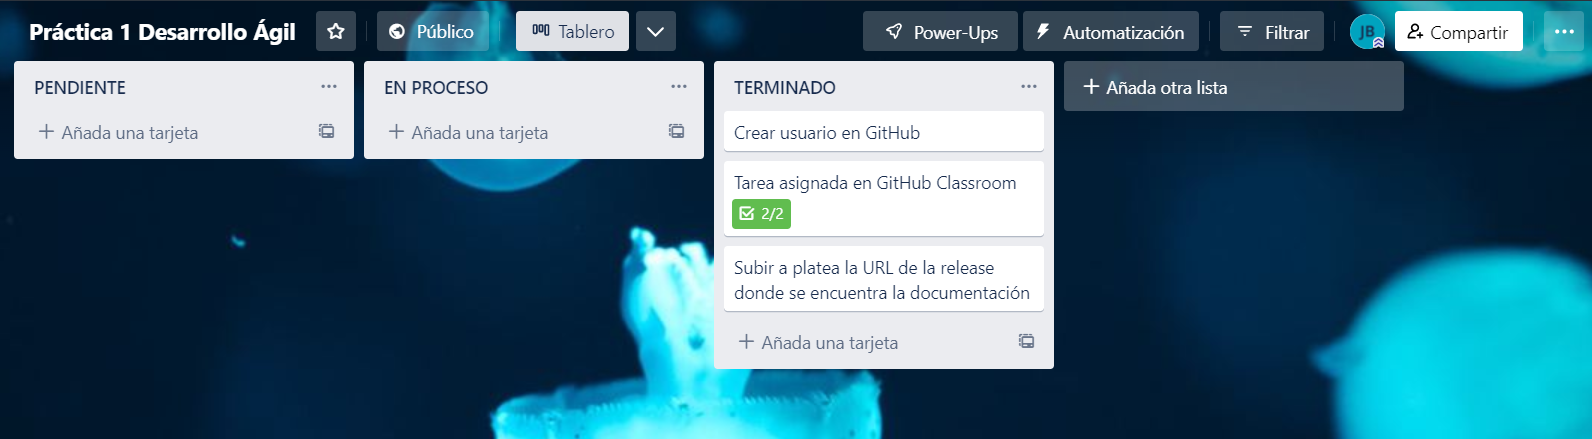 Práctica 1 Desarrollo Ágil
Público
Tablero
Power-Ups
Automatización
Filtrar
JB
Compartir
PENDIENTE
Añada una tarjeta
EN PROCESO
Añada una tarjeta
TERMINADO
Crear usuario en GitHub
Tarea asignada en GitHub Classroom
2/2
Subir a platea la URL de la release
donde se encuentra la documentación
Añada una tarjeta
Añada otra lista